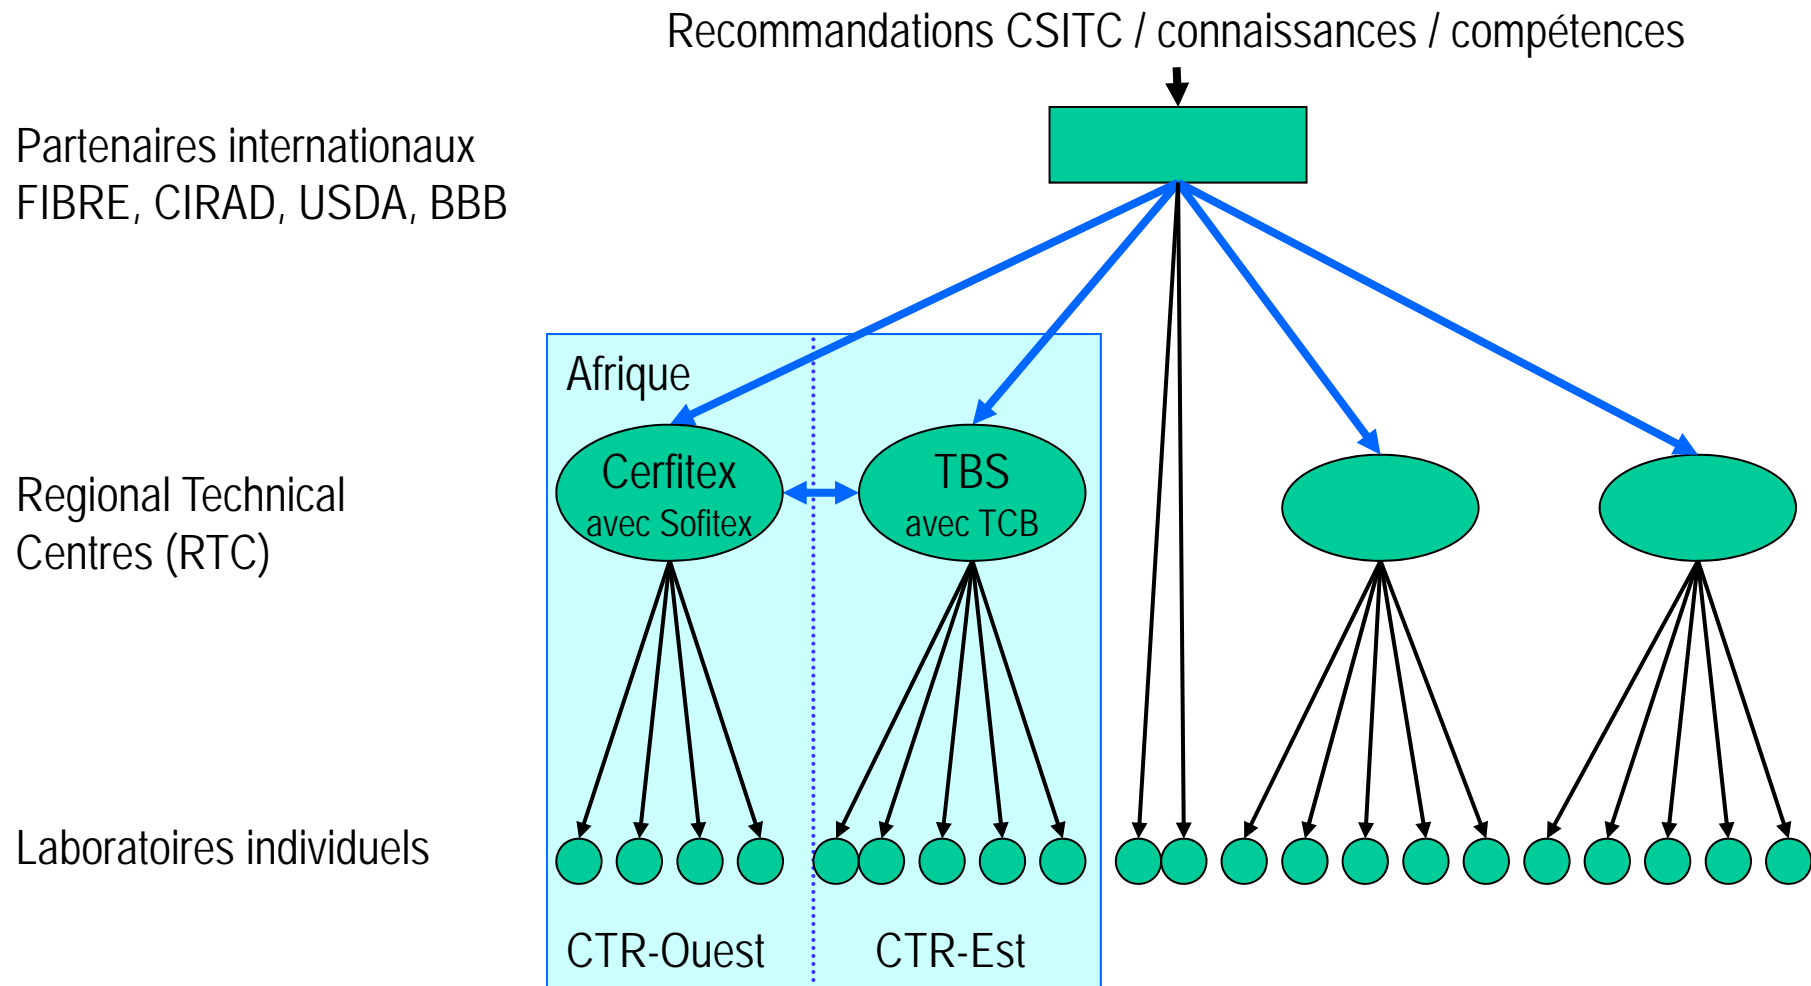 Recommandations CSITC / connaissances / compétences
Partenaires internationaux
FIBRE, CIRAD, USDA, BBB
Afrique
Cerfitex
avec Sofitex
TBS
avec TCB
Regional Technical
Centres (RTC)
Laboratoires individuels
CTR-Ouest
CTR-Est